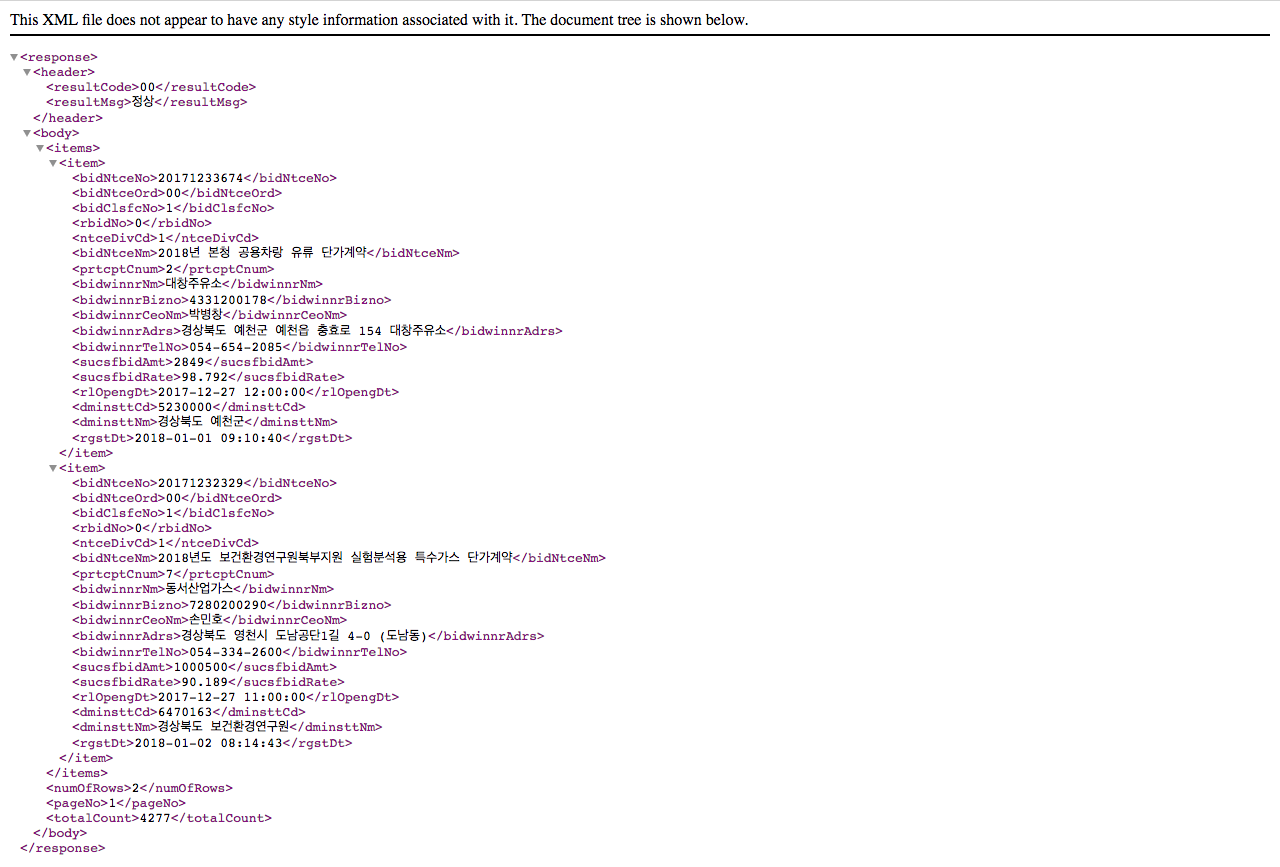 This XML file does not appear to have any style information associated with it. The document tree is shown below.
▼<response>
▼<header>
<resultCode>00</resultCode>
<resultMsg>정상</resultMsg>
</header>
▼<body>
▼<items>
▼<item>
<bidNtceNo>20171233674</bidNtceNo>
<bidNtceOrd>00</bidNtceOrd>
<bidClsfcNo>1</bidClsfcNo>
<rbidNo>0</rbidNo>
<ntceDivCd>1</ntceDivCd>
<bidNtceNm>2018년 본청 공용차랑 유류 단가계약</bidNtceNm>
<prtcptCnum>2</prtcptCnum>
<bidwinnrNm>대창주유소</bidwinnrNm>
<bidwinnrBizno>4331200178</bidwinnrBizno>
<bidwinnrCeoNm>박병창</bidwinnrCeoNm>
<bidwinnrAdrs>경상북도 예천군 예천읍 충효로 154 대창주유소</bidwinnrAdrs>
<bidwinnrTelNo>054-654-2085</bidwinnrTelNo>
<sucsfbidAmt>2849</sucsfbidAmt>
<sucsfbidRate>98.792</sucsfbidRate>
<rlOpengDt>2017-12-27 12:00:00</rlOpengDt>
<dminsttCd>5230000</dminsttCd>
<dminsttNm>경상북도 예천군</dminsttNm>
<rgstDt>2018-01-01 09:10:40</rgstDt>
</item>
▼<item>
<bidNtceNo>20171232329</bidNtceNo>
<bidNtceOrd>00</bidNtceOrd>
<bidClsfcNo>1</bidClsfcNo>
<rbidNo>0</rbidNo>
<ntceDivCd>1</ntceDivCd>
<bidNtceNm>2018년도 보건환경연구원북부지원 실험분석용 특수가스 단가계약</bidNtceNm>
<prtcptCnum>7</prtcptCnum>
<bidwinnrNm>동서산업가스</bidwinnrNm>
<bidwinnrBizno>7280200290</bidwinnrBizno>
<bidwinnrCeoNm>손민호</bidwinnrCeoNm>
<bidwinnrAdrs>경상북도 영천시 도남공단1길 4-0 (도남동)</bidwinnrAdrs>
<bidwinnrTelNo>054-334-2600</bidwinnrTelNo>
<sucsfbidAmt>1000500</sucsfbidAmt>
<sucsfbidRate>90.189</sucsfbidRate>
<rlOpengDt>2017-12-27 11:00:00</rlOpengDt>
<dminsttCd>6470163</dminsttCd>
<dminsttNm>경상북도 보건환경연구원</dminsttNm>
<rgstDt>2018-01-02 08:14:43</rgstDt>
</item>
</items>
<numOfRows>2</numOfRows>
<pageNo>1</pageNo>
<totalCount>4277</totalCount>
</body>
</response>